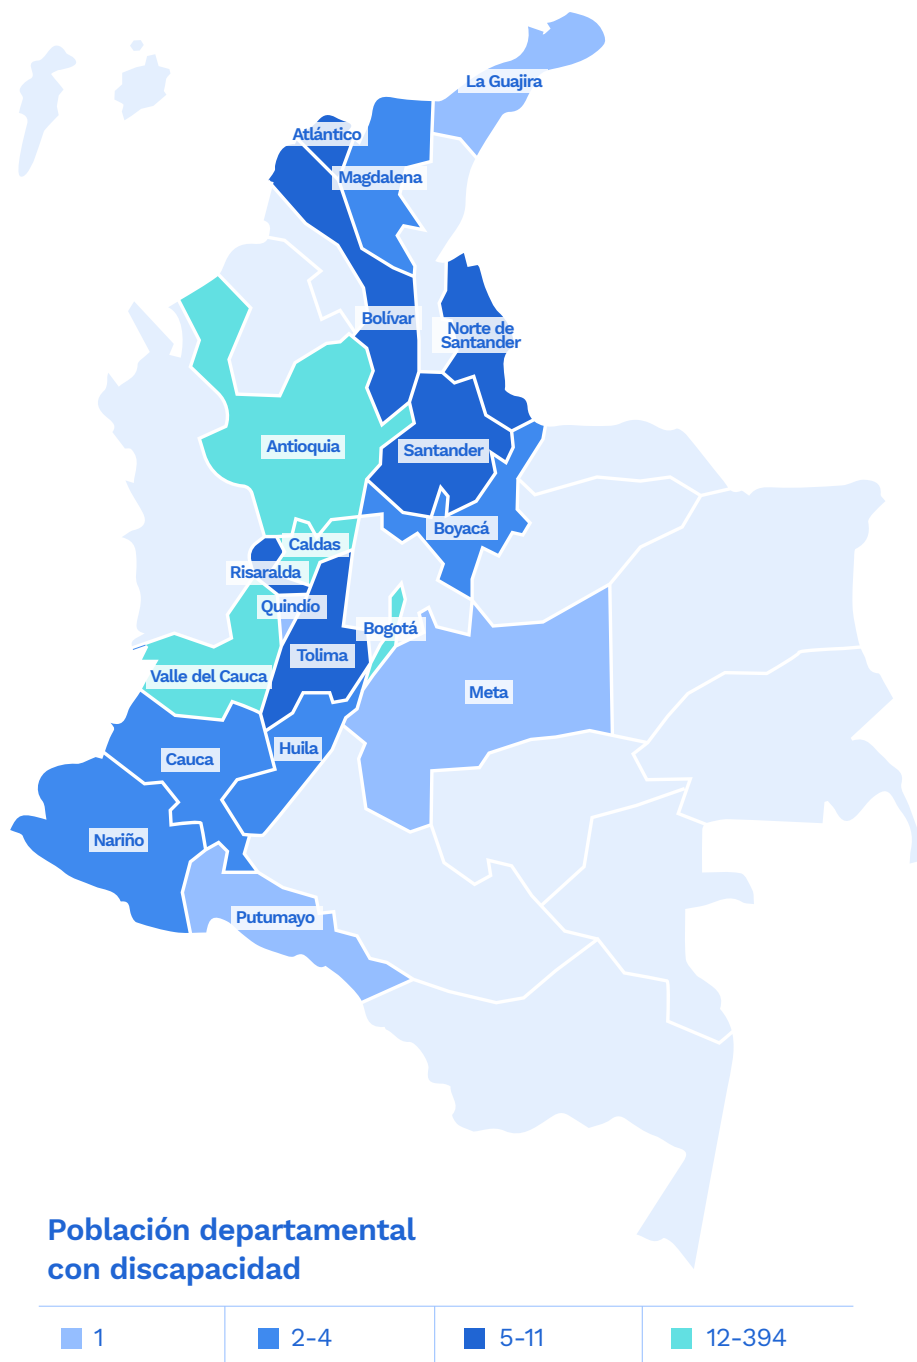 La Guajira
Atlántico
Magdalena
Bolívar
Norte de
Santander
Antioquia
Santander
Boyacá
Caldas
Risaralda
Quindío
Bogotá
Tolima
Valle del Cauca
Meta
Huila
Cauca
Nariño
Putumayo
Población departamental
con discapacidad
1
2-4
5-11
12-394